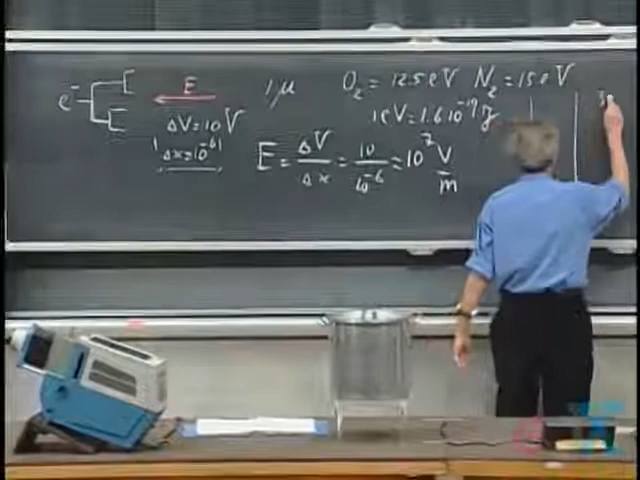 O₂ = 12.5 eV N₂ = 15 eV
1eV = 1.6 10⁻¹⁹ J
e⁻
E
1μ
ΔV = 10 V
Δx = 10⁻⁶
E = ΔV/Δx = 10/10⁻⁶ ≈ 10⁷ V/m